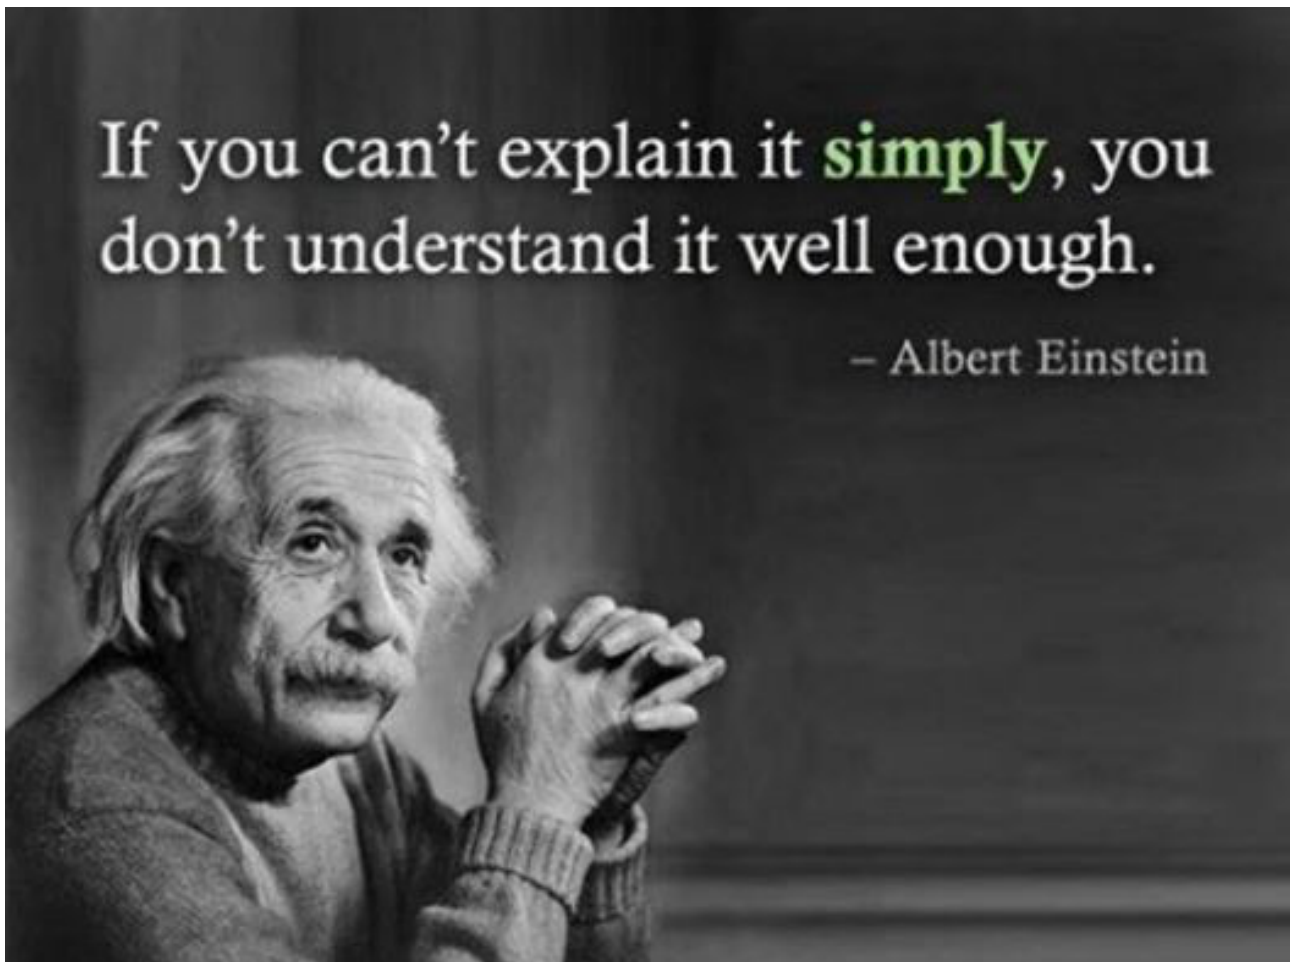 If you can't explain it simply, you
don't understand it well enough.
– Albert Einstein